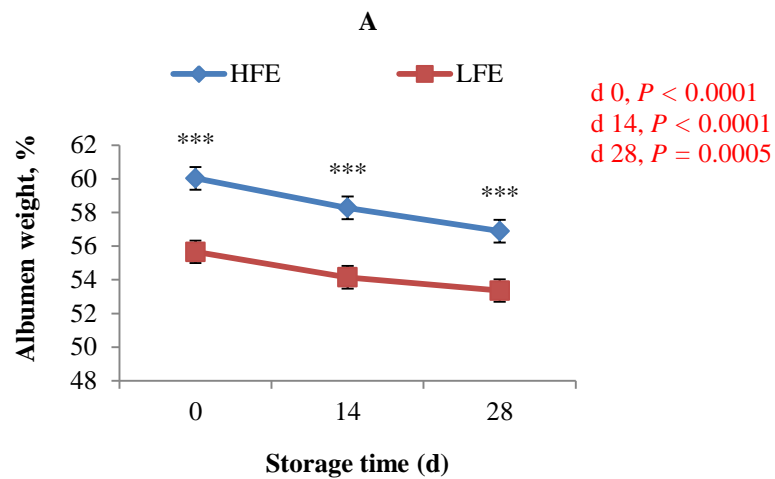 A
HFE
LFE
d 0, P < 0.0001
d 14, P < 0.0001
d 28, P = 0.0005
***
***
***
62
60
58
56
54
52
50
48
Albumen weight, %
0 14 28
Storage time (d)